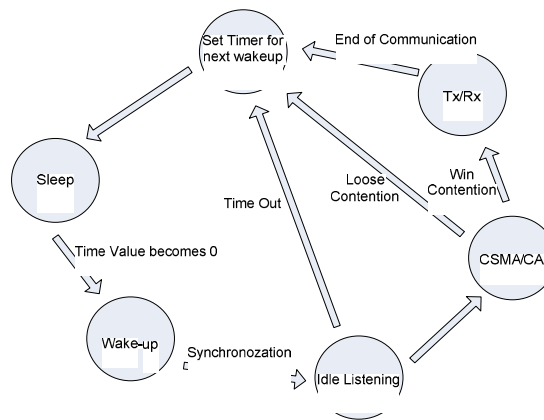 Set Timer for
next wakeup
End of Communication
Tx/Rx
Sleep
Loose
Contention
Win
Contention
Time Out
Time Value becomes 0
CSMA/CA
Wake-up
Synchronozation
Idle Listening